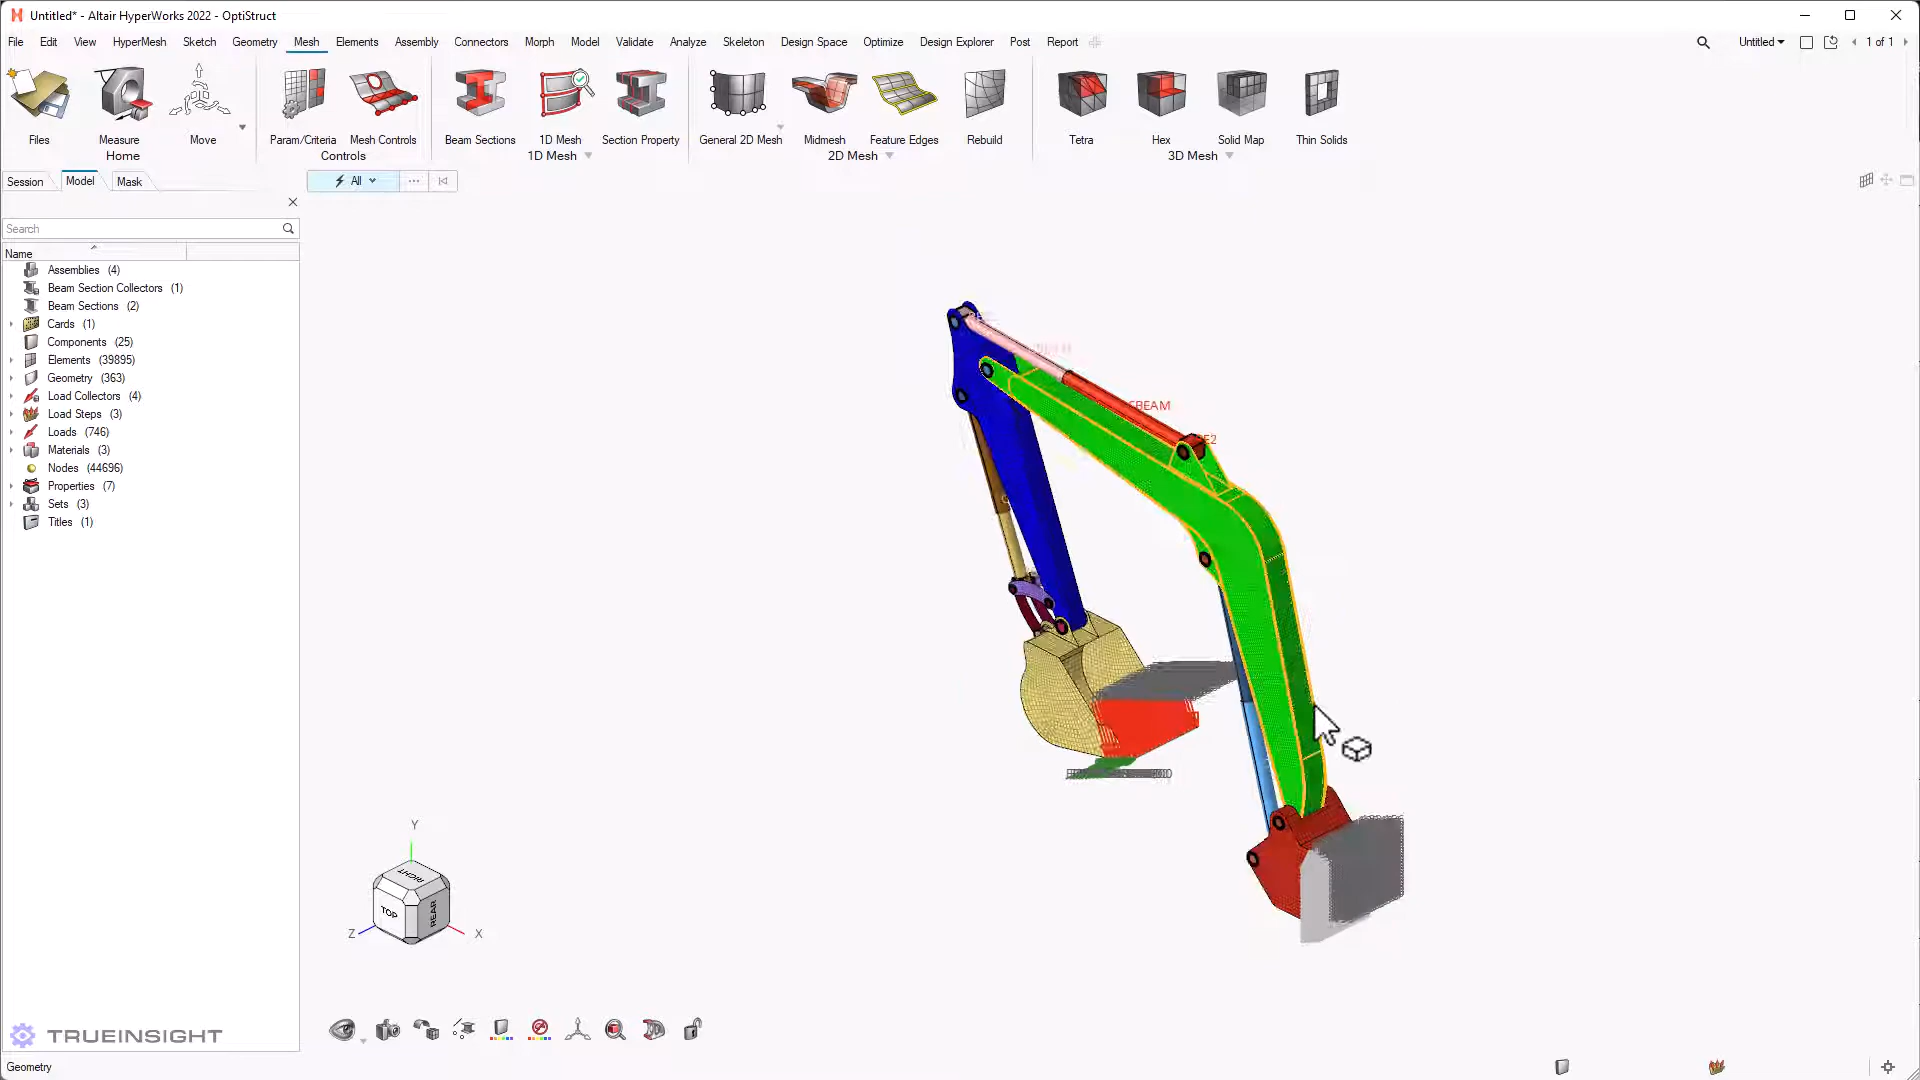 Untitled* - Altair HyperWorks 2022 - OptiStruct
File Edit View HyperMesh Sketch Geometry Mesh Elements Assembly Connectors Morph Model Validate Analyze Skeleton Design Space Optimize Design Explorer Post Report Untitled 1 of 1
Files Measure Move Param/Criteria Mesh Controls Beam Sections 1D Mesh Section Property General 2D Mesh Midmesh Feature Edges Rebuild Tetra Hex Solid Map Thin Solids
Home Controls 1D Mesh 2D Mesh 3D Mesh
Session Model Mask All
Search
Name
Assemblies (4)
Beam Section Collectors (1)
Beam Sections (2)
Cards (1)
Components (25)
Elements (39895)
Geometry (363)
Load Collectors (4)
Load Steps (3)
Loads (746)
Materials (3)
Nodes (44696)
Properties (7)
Sets (3)
Titles (1)
CBEAM
Y
RIGHT
TOP
REAR
Z
X
TRUEINSIGHT
Geometry